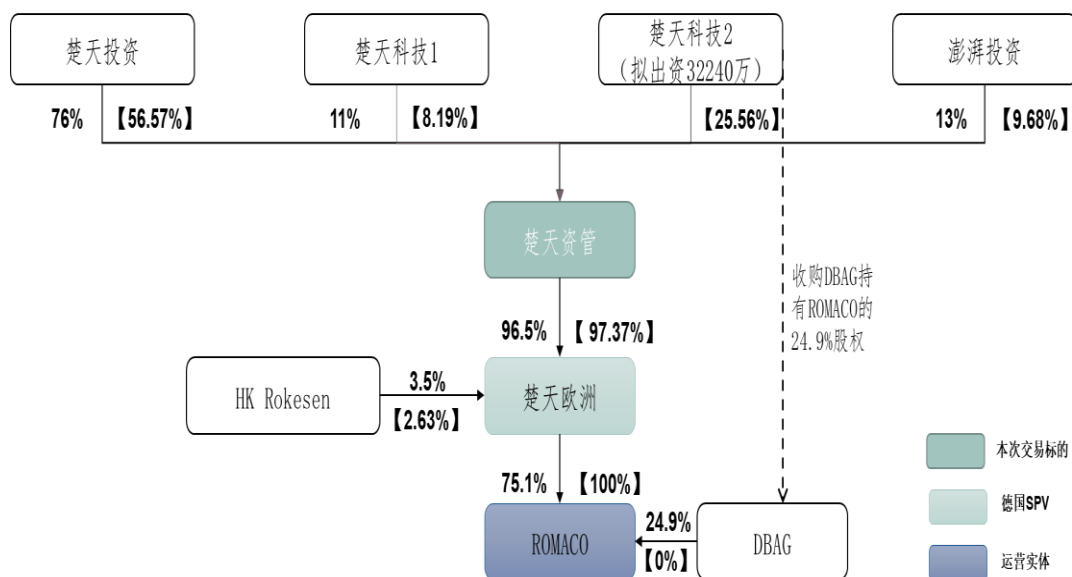 楚天投资
楚天科技1
楚天科技2
（拟出资32240万）
澎湃投资
76%
【56.57%】
11%
【8.19%】
【25.56%】
13%
【9.68%】
楚天资管
收购DBAG持
有ROMACO的
24.9%股权
96.5%
【97.37%】
HK Rokesen
3.5%
【2.63%】
楚天欧洲
本次交易标的
75.1%
【100%】
德国SPV
ROMACO
24.9%
【0%】
DBAG
运营实体